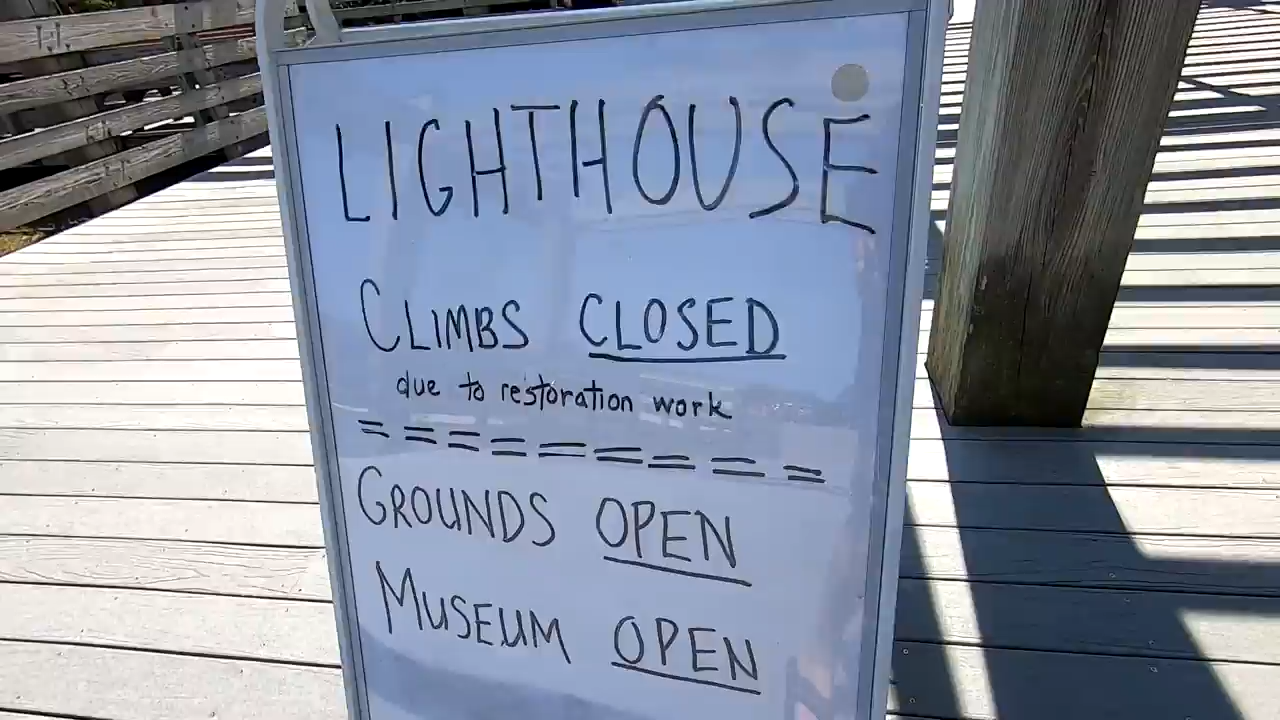 LIGHTHOUSE
CLIMBS CLOSED
due to restoration work
= = = = = = = = =
GROUNDS OPEN
MUSEUM OPEN